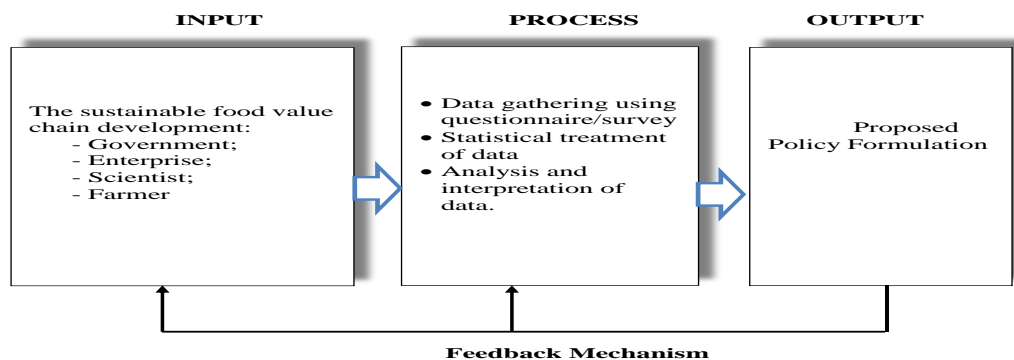 INPUT
PROCESS
OUTPUT
The sustainable food value
chain development:
- Government;
- Enterprise;
- Scientist;
- Farmer
• Data gathering using
questionnaire/survey
• Statistical treatment
of data
• Analysis and
interpretation of
data.
Proposed
Policy Formulation
Feedback Mechanism